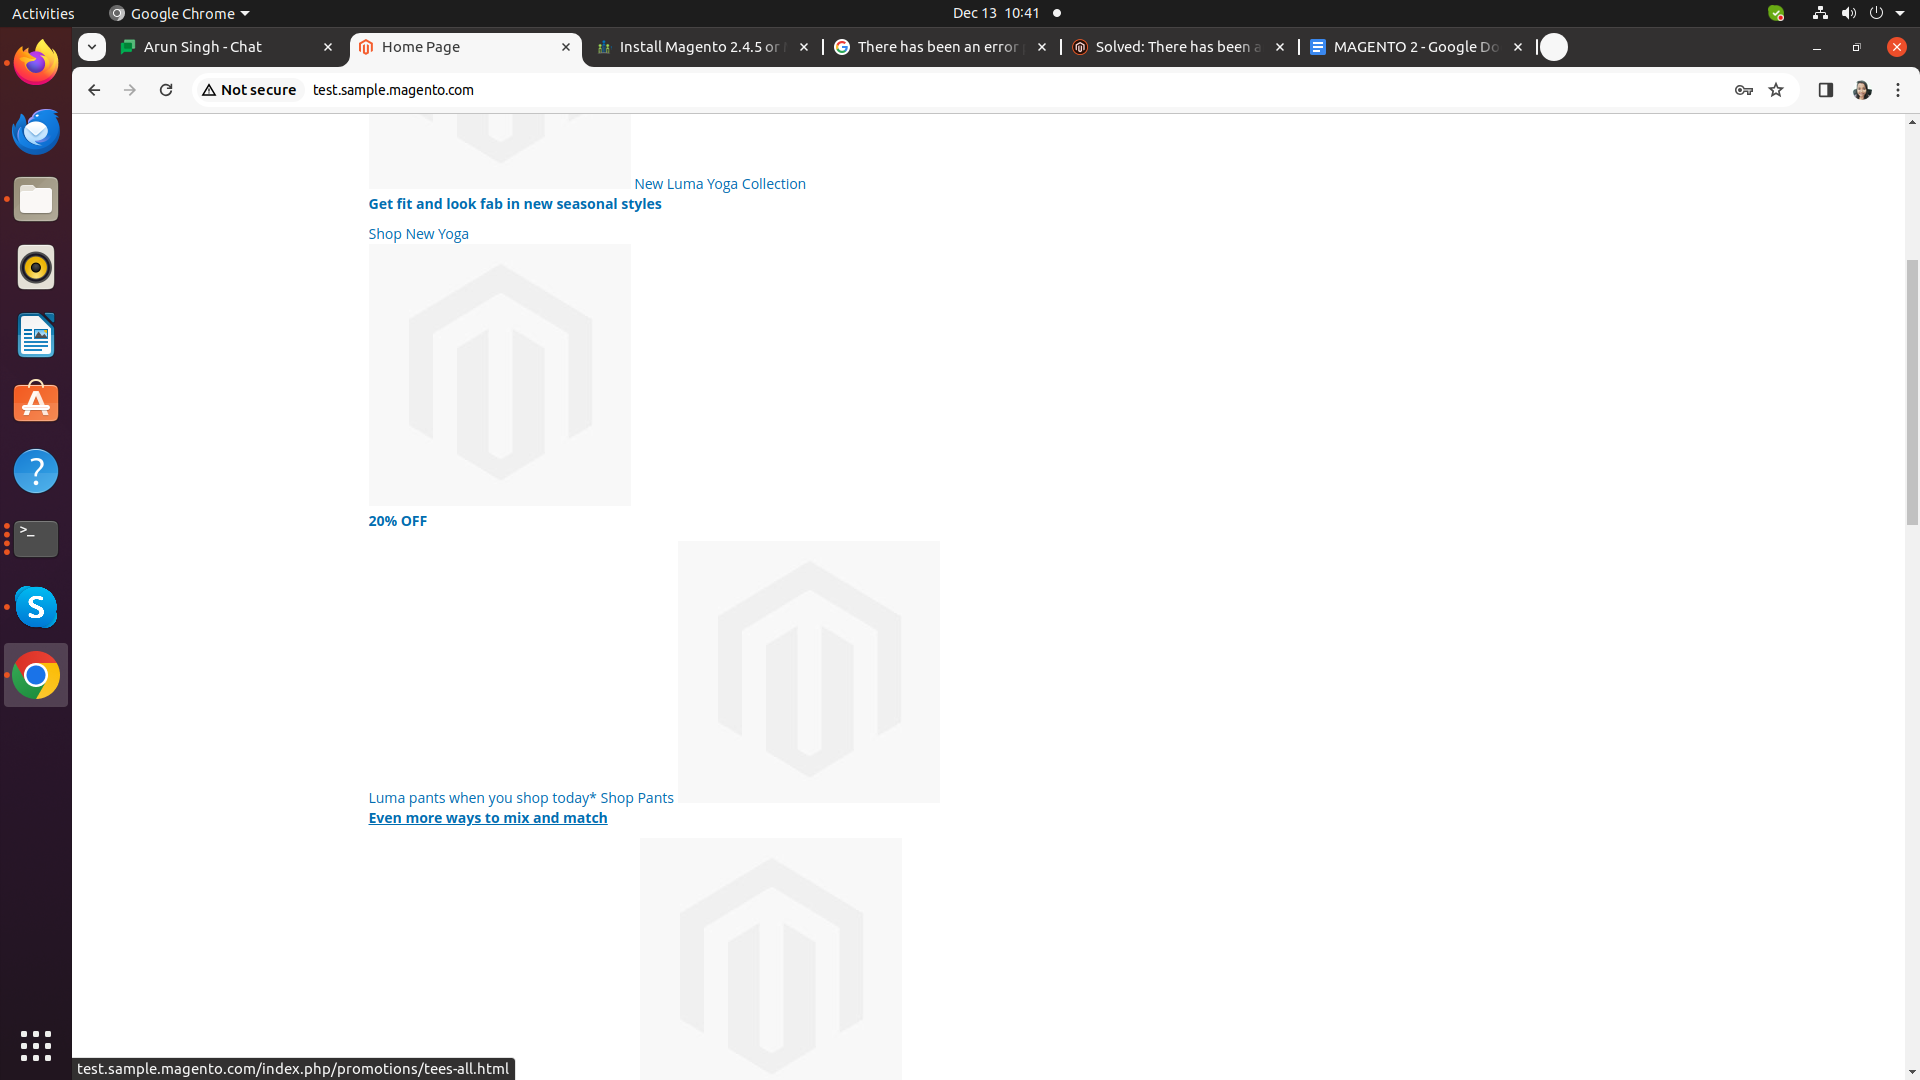 Activities
Google Chrome
Dec 13 10:41
Arun Singh - Chat
Home Page
Install Magento 2.4.5 or
There has been an error
Solved: There has been a
MAGENTO 2 - Google Do
Not secure
test.sample.magento.com
New Luma Yoga Collection
Get fit and look fab in new seasonal styles
Shop New Yoga
20% OFF
Luma pants when you shop today* Shop Pants
Even more ways to mix and match
test.sample.magento.com/index.php/promotions/tees-all.html